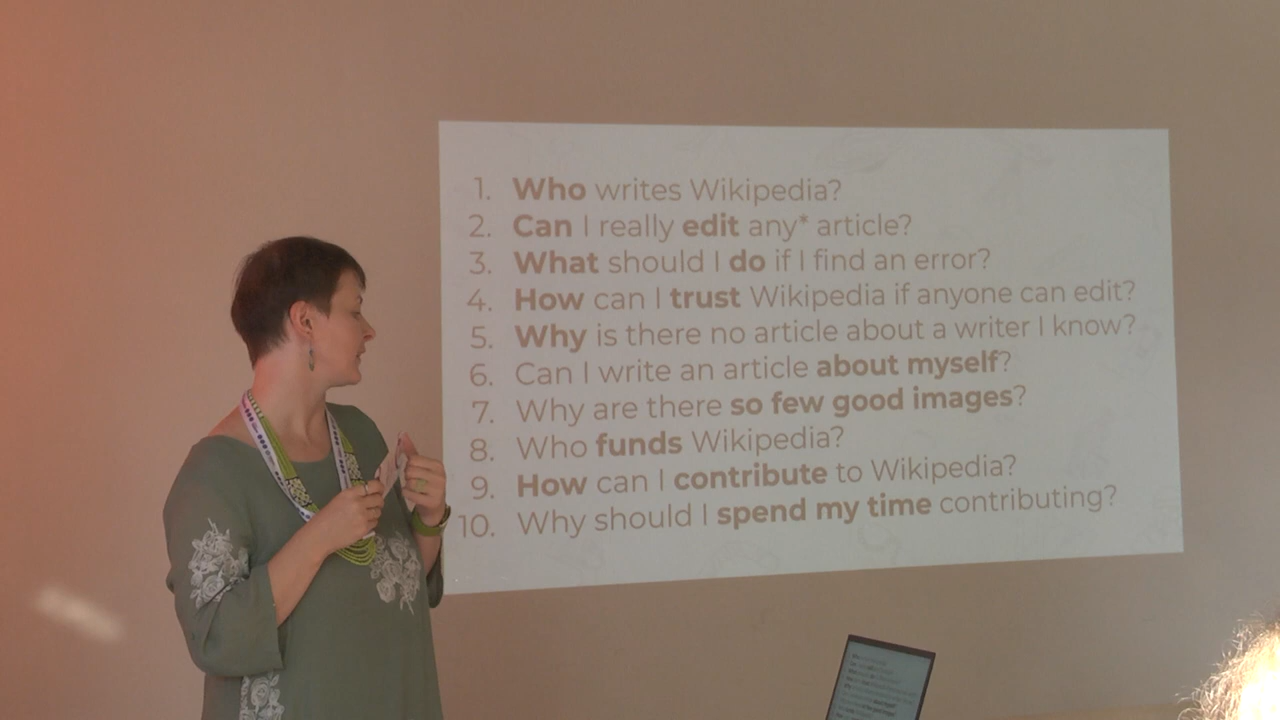 1. Who writes Wikipedia?
2. Can I really edit any* article?
3. What should I do if I find an error?
4. How can I trust Wikipedia if anyone can edit?
5. Why is there no article about a writer I know?
6. Can I write an article about myself?
7. Why are there so few good images?
8. Who funds Wikipedia?
9. How can I contribute to Wikipedia?
10. Why should I spend my time contributing?